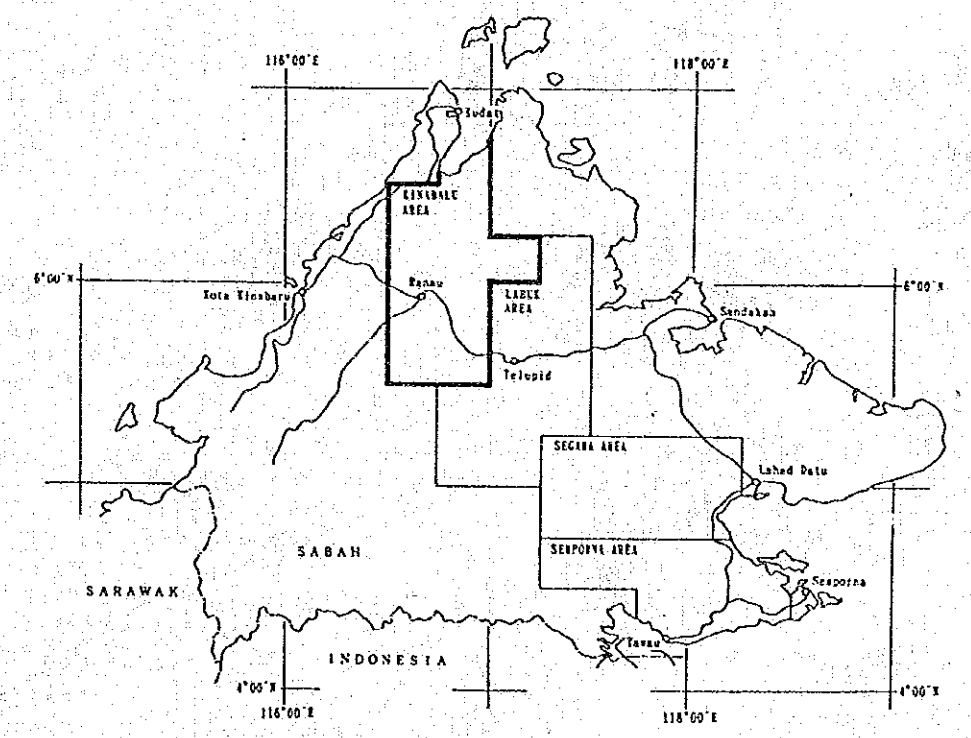 116°00'E
118°00'E
Kudat
KINABALU
AREA
6°00'N
Kota Kinabaru
Ranau
LABUK
AREA
6°00'N
Sandakan
Telupid
SEGAMA AREA
Lahad Datu
SABAH
SEMPORNA AREA
SARAWAK
Semporna
Tawau
INDONESIA
4°00'N
4°00'N
116°00'E
118°00'E